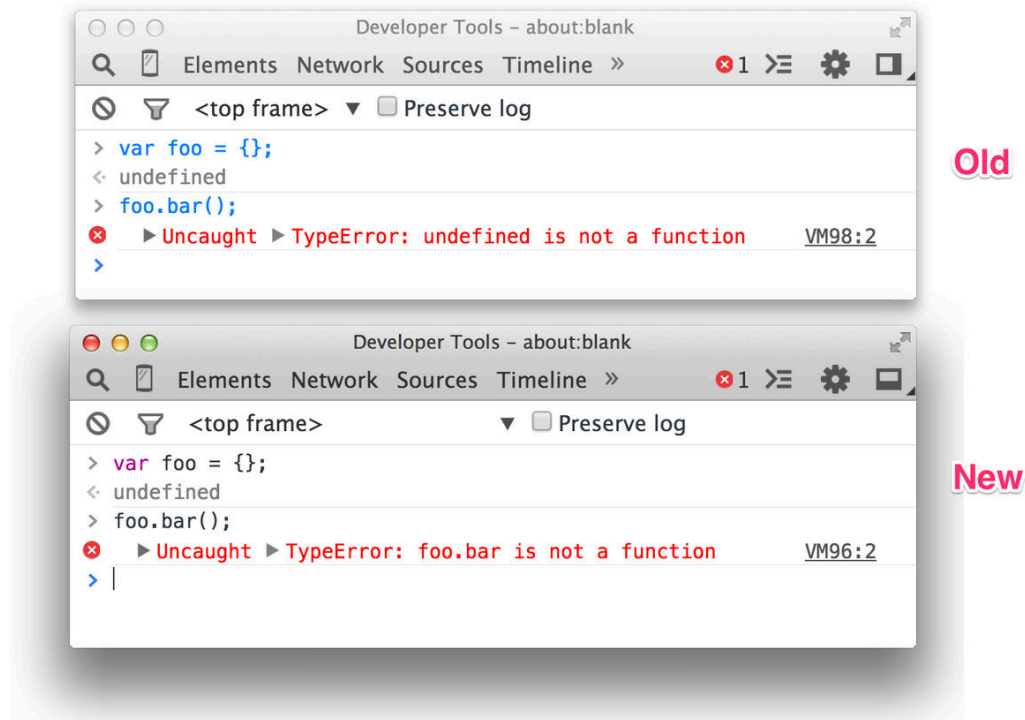 Developer Tools – about:blank
Elements Network Sources Timeline » 1
<top frame> ▼ Preserve log
> var foo = {};
undefined
> foo.bar();
▶ Uncaught ▶ TypeError: undefined is not a function VM98:2
>
Old
Developer Tools – about:blank
Elements Network Sources Timeline » 1
<top frame> ▼ Preserve log
> var foo = {};
undefined
> foo.bar();
▶ Uncaught ▶ TypeError: foo.bar is not a function VM96:2
>
New